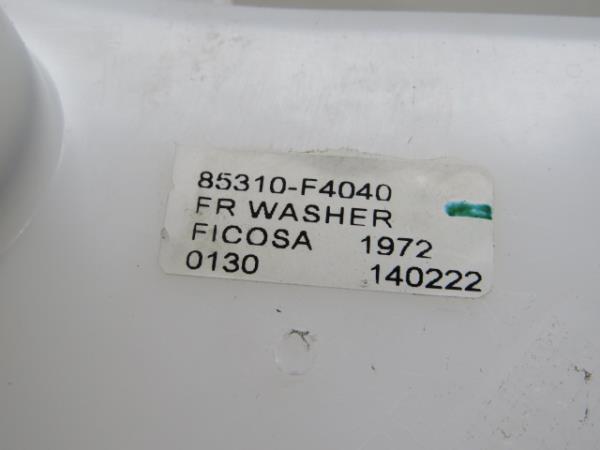 85310-F4040
FR WASHER
FICOSA 1972
0130 140222